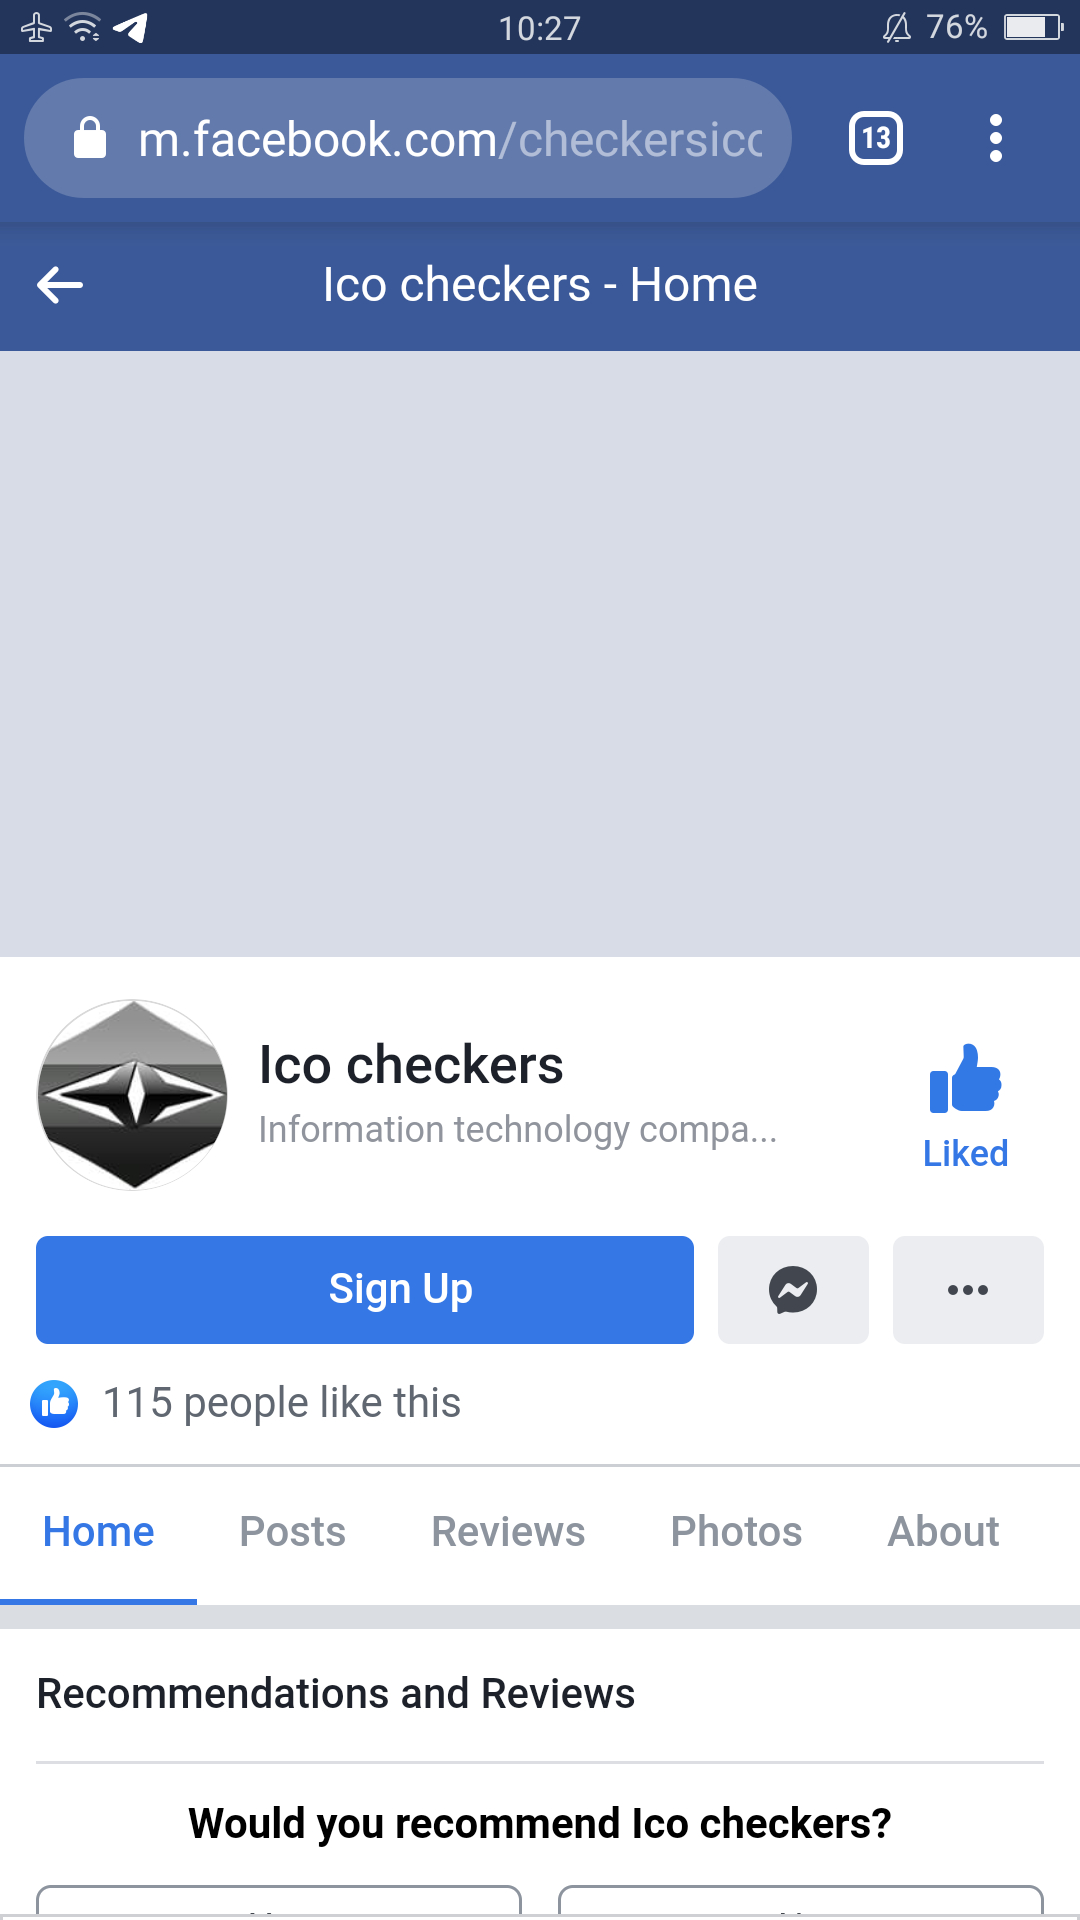 10:27
76%
m.facebook.com/checkersico
13
Ico checkers - Home
Ico checkers
Information technology compa...
Liked
Sign Up
115 people like this
Home Posts Reviews Photos About
Recommendations and Reviews
Would you recommend Ico checkers?